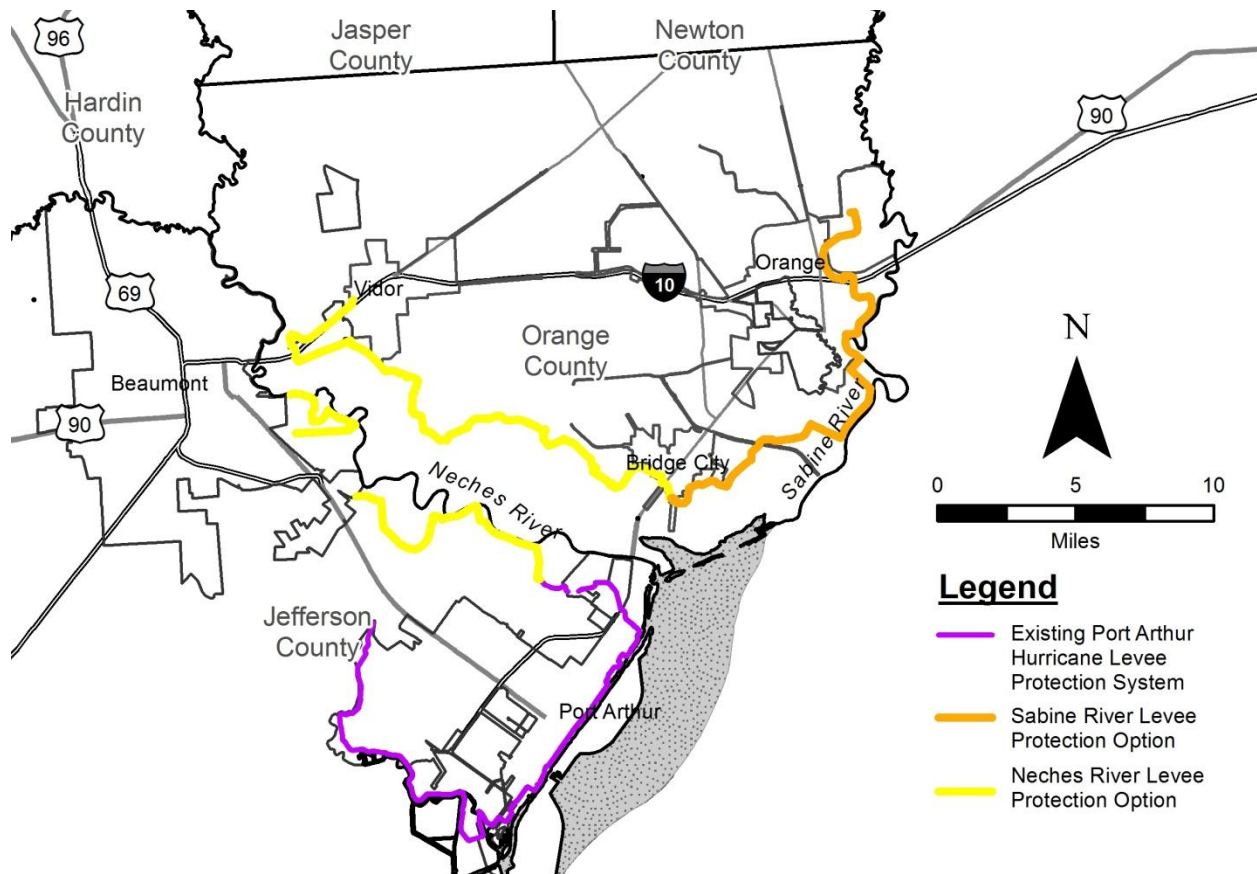 96
Jasper
County
Newton
County
Hardin
County
90
69
Vidor
10
Orange
Orange
County
Beaumont
90
Bridge City
Sabine River
Neches River
Jefferson
County
Port Arthur
N
0 5 10
Miles
Legend
Existing Port Arthur
Hurricane Levee
Protection System
Sabine River Levee
Protection Option
Neches River Levee
Protection Option